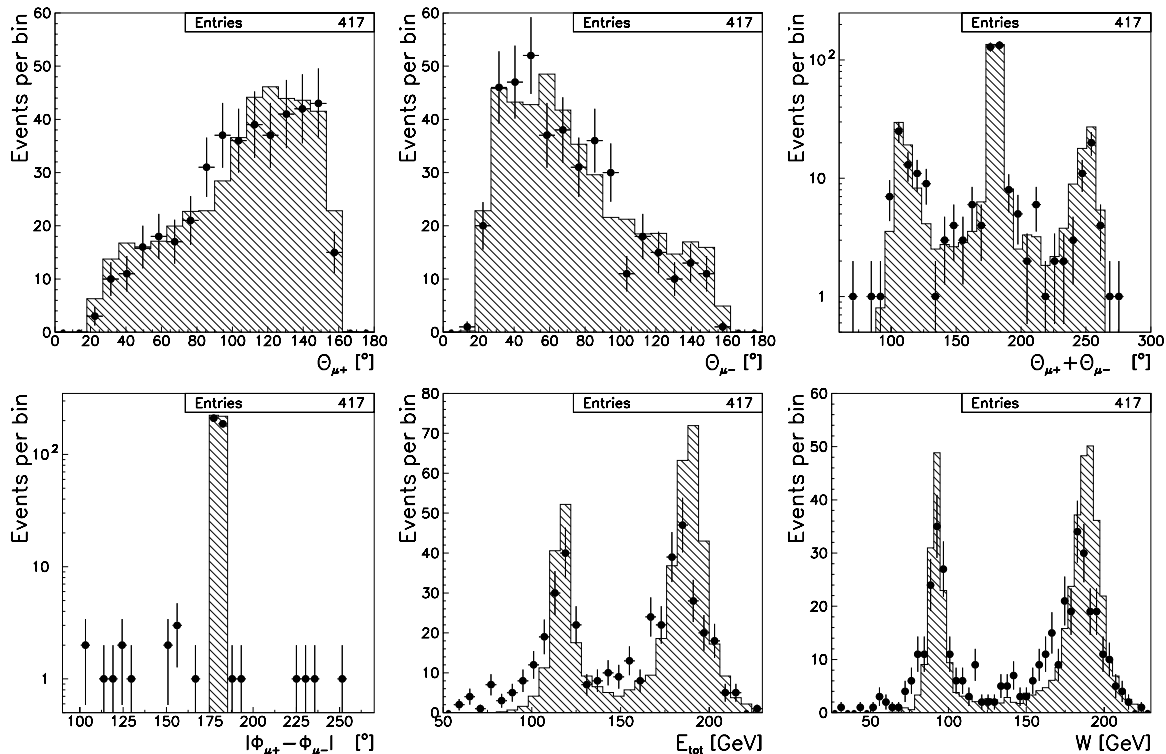 Entries 417
Events per bin
60
50
40
30
20
10
0
0 20 40 60 80 100 120 140 160 180
Θμ+ [°]
Entries 417
Events per bin
60
50
40
30
20
10
0
0 20 40 60 80 100 120 140 160 180
Θμ− [°]
Entries 417
Events per bin
10²
10
1
100 150 200 250 300
Θμ++Θμ− [°]
Entries 417
Events per bin
10²
10
1
100 125 150 175 200 225 250
|Φμ+−Φμ−| [°]
Entries 417
Events per bin
80
70
60
50
40
30
20
10
0
50 100 150 200
Etot [GeV]
Entries 417
Events per bin
60
50
40
30
20
10
0
50 100 150 200
W [GeV]